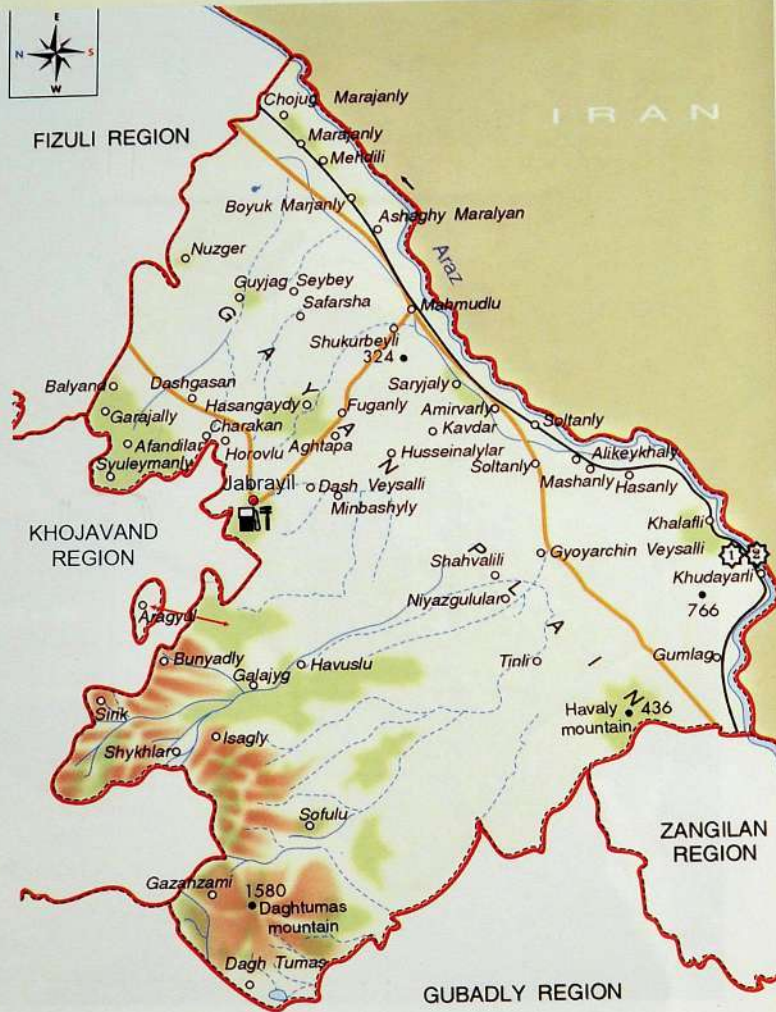 E
N
S
W
IRAN
FIZULI REGION
Chojug Marajanly
Marajanly
Mehdili
Boyuk Marjanly
Asheghy Maralyan
Araz
Nuzger
Guyjag
Seybey
Safarsha
Mahmudlu
Shukurbeyli
324
GAYAN
PLAIN
Balyand
Dashgasan
Garajally
Hasangaydy
Fuganly
Saryjaly
Amirvarly
Soltanly
Afandilar
Charakan
Horovlu
Aghtapa
Kavdar
Syuleymanly
Husseinalylar
Soltanly
Alikeykhaly
Mashanly
Hasanly
Jabrayil
Dash Veysalli
Minbashyly
KHOJAVAND
REGION
Khalafli
Gyoyarchin Veysalli
1
2
Shahvalili
Khudayarli
Niyazgulular
766
Aragyul
Bunyadly
Galajyg
Havuslu
Tinli
Gumlag
Sirik
Havaly
mountain
436
Shykhlar
Isagly
Sofulu
ZANGILAN
REGION
Gazanzami
1580
Daghtumas
mountain
Dagh Tumas
GUBADLY REGION